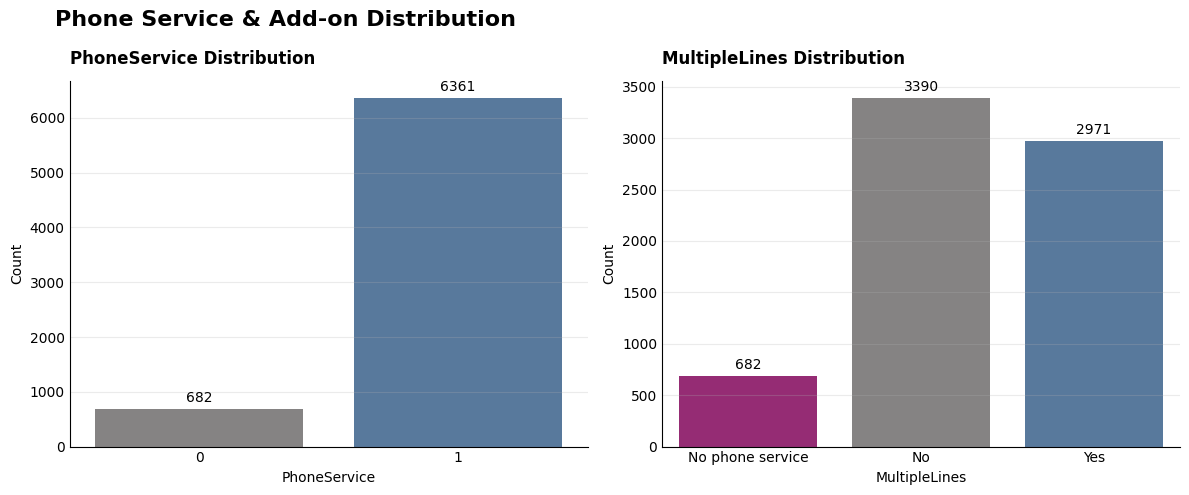 Phone Service & Add-on Distribution
PhoneService Distribution
6361
6000
5000
4000
3000
2000
1000
0
Count
682
0
1
PhoneService
MultipleLines Distribution
3500
3000
2500
2000
1500
1000
500
0
Count
682
3390
2971
No phone service
No
Yes
MultipleLines